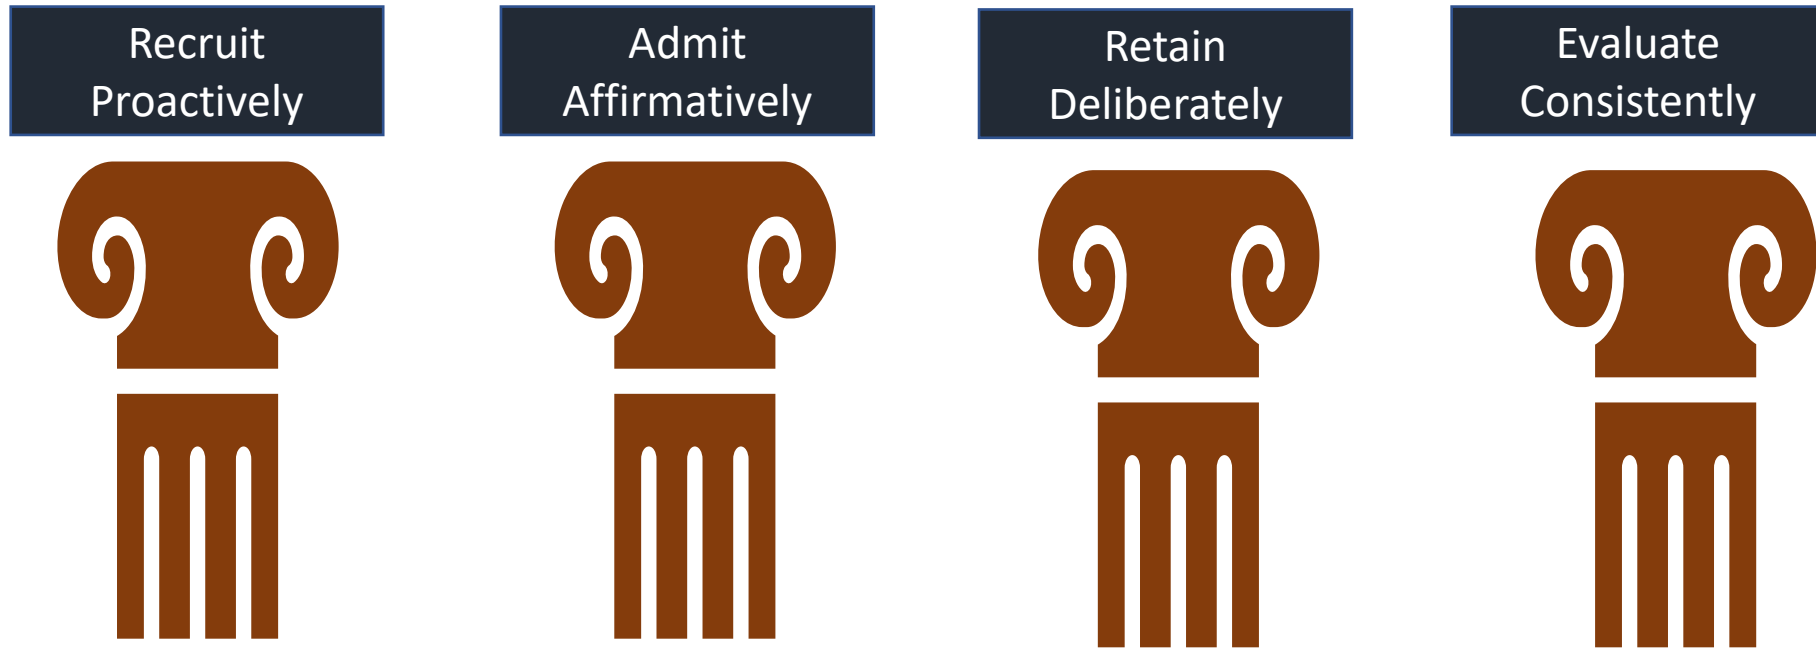 Recruit
Proactively
Admit
Affirmatively
Retain
Deliberately
Evaluate
Consistently